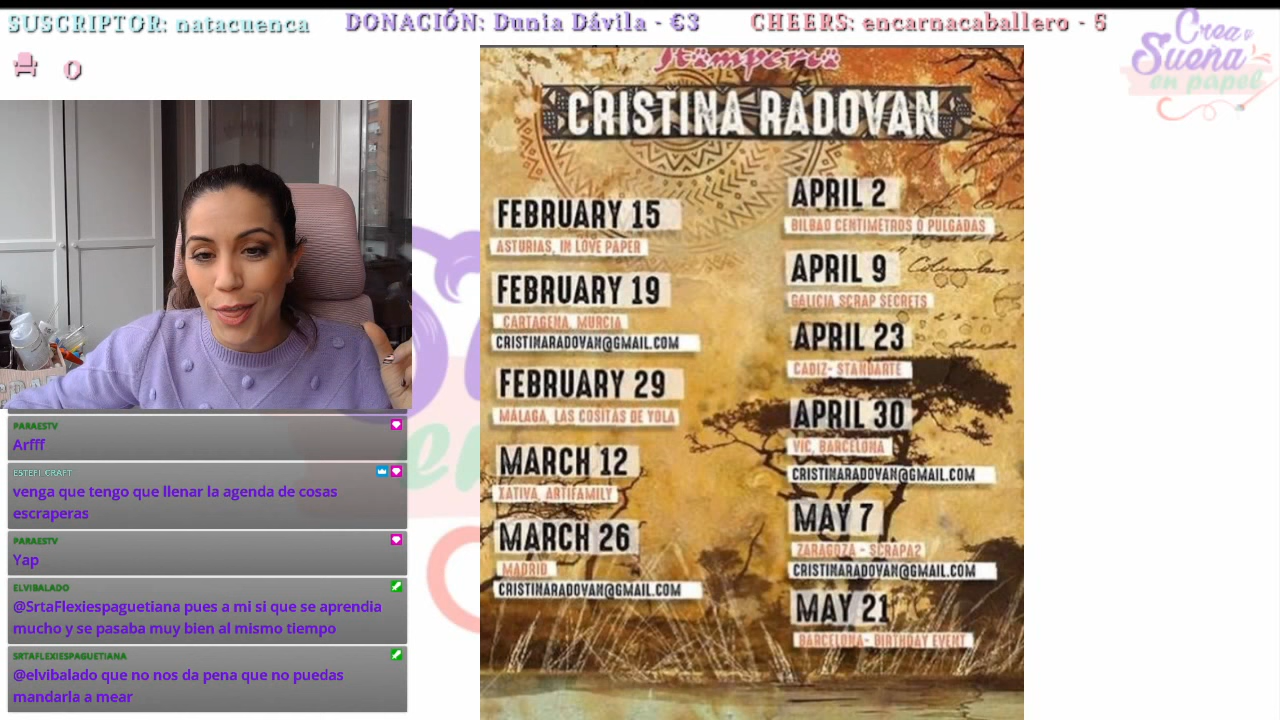 SUSCRIPTOR: natacuenca
DONACIÓN: Dunia Dávila - €3
CHEERS: encarnacaballero - 5
Crea y
Sueña
en papel
0
Stamperia
CRISTINA RADOVAN
FEBRUARY 15
ASTURIAS, IN LOVE PAPER
FEBRUARY 19
CARTAGENA, MURCIA
CRISTINARADOVAN@GMAIL.COM
FEBRUARY 29
MÁLAGA, LAS COSITAS DE YOLA
MARCH 12
XATIVA, ARTIFAMILY
MARCH 26
MADRID
CRISTINARADOVAN@GMAIL.COM
APRIL 2
BILBAO CENTIMETROS O PULGADAS
APRIL 9
GALICIA SCRAP SECRETS
APRIL 23
CADIZ- STANDARTE
APRIL 30
VIC, BARCELONA
CRISTINARADOVAN@GMAIL.COM
MAY 7
ZARAGOZA - SCRAPA2
CRISTINARADOVAN@GMAIL.COM
MAY 21
BARCELONA- BIRTHDAY EVENT
Columbus
PARAESTV
Arfff
ESTEFI_CRAFT
venga que tengo que llenar la agenda de cosas
escraperas
PARAESTV
Yap
ELVIBALADO
@SrtaFlexiespaguetiana pues a mi si que se aprendia
mucho y se pasaba muy bien al mismo tiempo
SRTAFLEXIESPAGUETIANA
@elvibalado que no nos da pena que no puedas
mandarla a mear